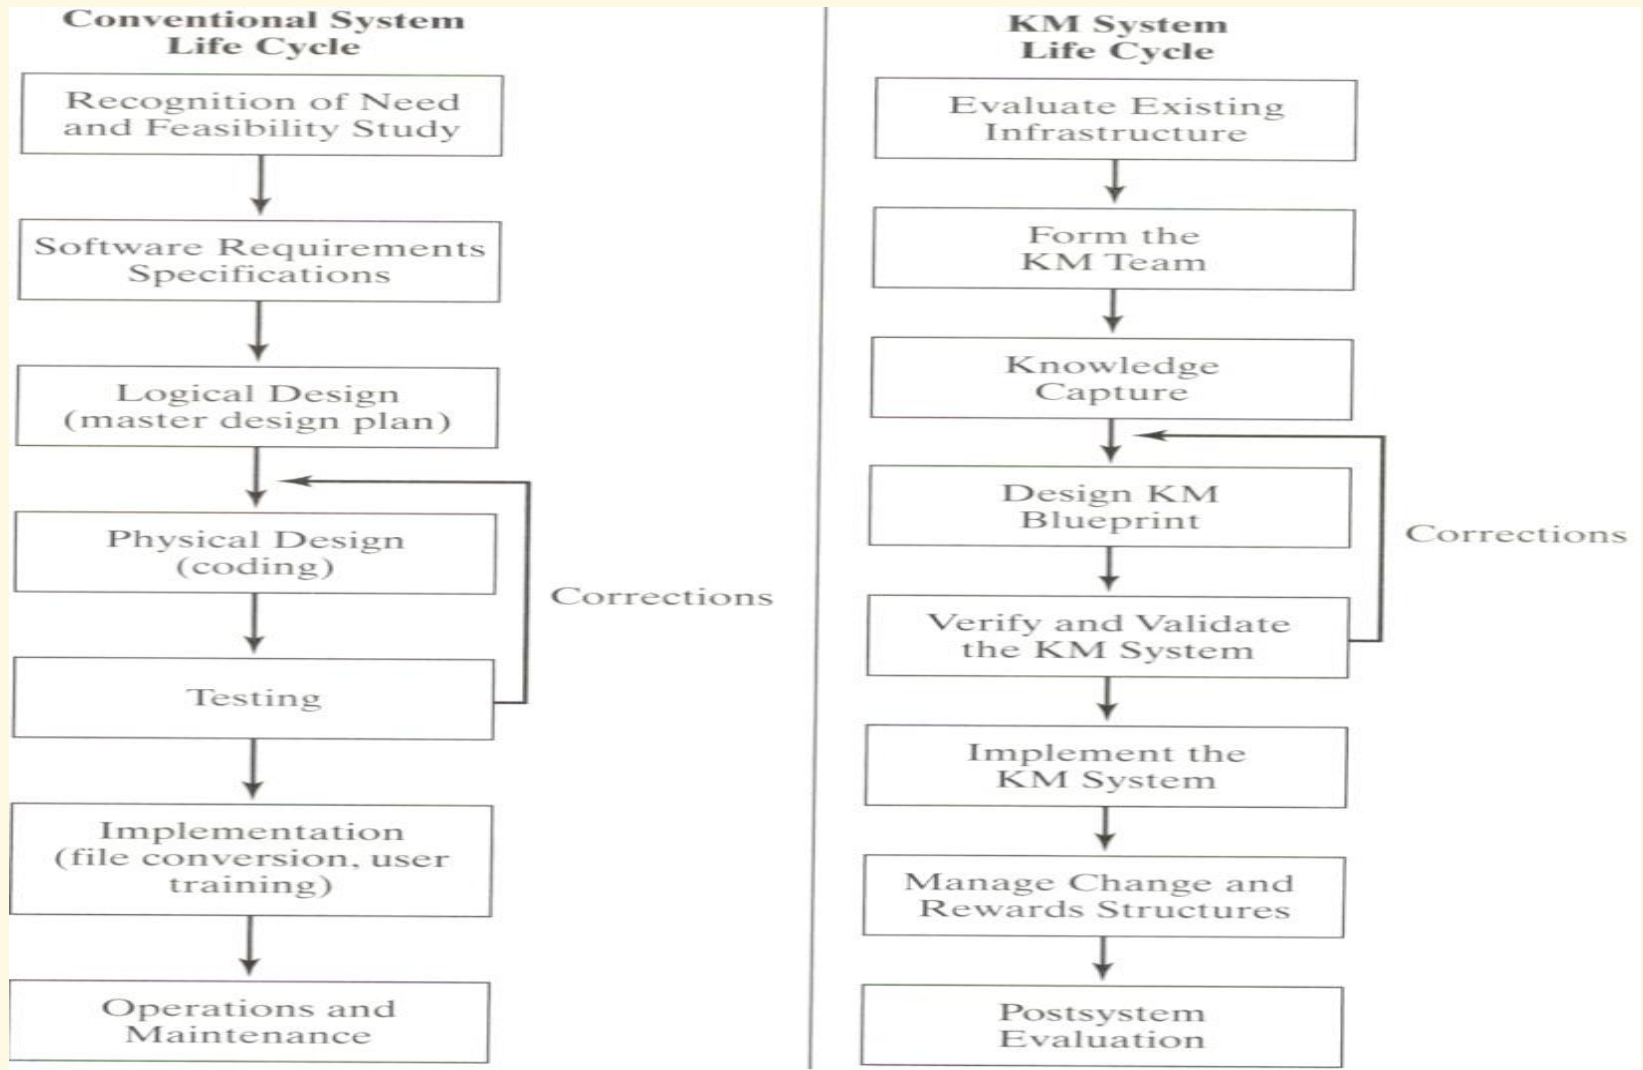 Conventional System
Life Cycle
Recognition of Need
and Feasibility Study
Software Requirements
Specifications
Logical Design
(master design plan)
Physical Design
(coding)
Corrections
Testing
Implementation
(file conversion, user
training)
Operations and
Maintenance
KM System
Life Cycle
Evaluate Existing
Infrastructure
Form the
KM Team
Knowledge
Capture
Design KM
Blueprint
Corrections
Verify and Validate
the KM System
Implement the
KM System
Manage Change and
Rewards Structures
Postsystem
Evaluation